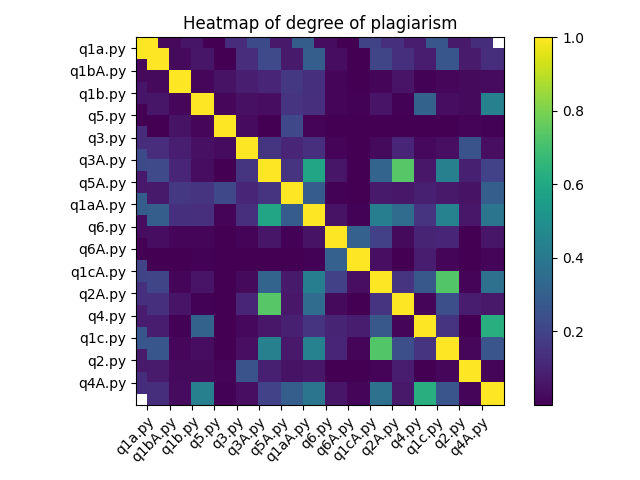 Heatmap of degree of plagiarism
q1a.py
q1bA.py
q1b.py
q5.py
q3.py
q3A.py
q5A.py
q1aA.py
q6.py
q6A.py
q1cA.py
q2A.py
q4.py
q1c.py
q2.py
q4A.py
1.0
0.8
0.6
0.4
0.2
q1a.py q1bA.py q1b.py q5.py q3.py q3A.py q5A.py q1aA.py q6.py q6A.py q1cA.py q2A.py q4.py q1c.py q2.py q4A.py